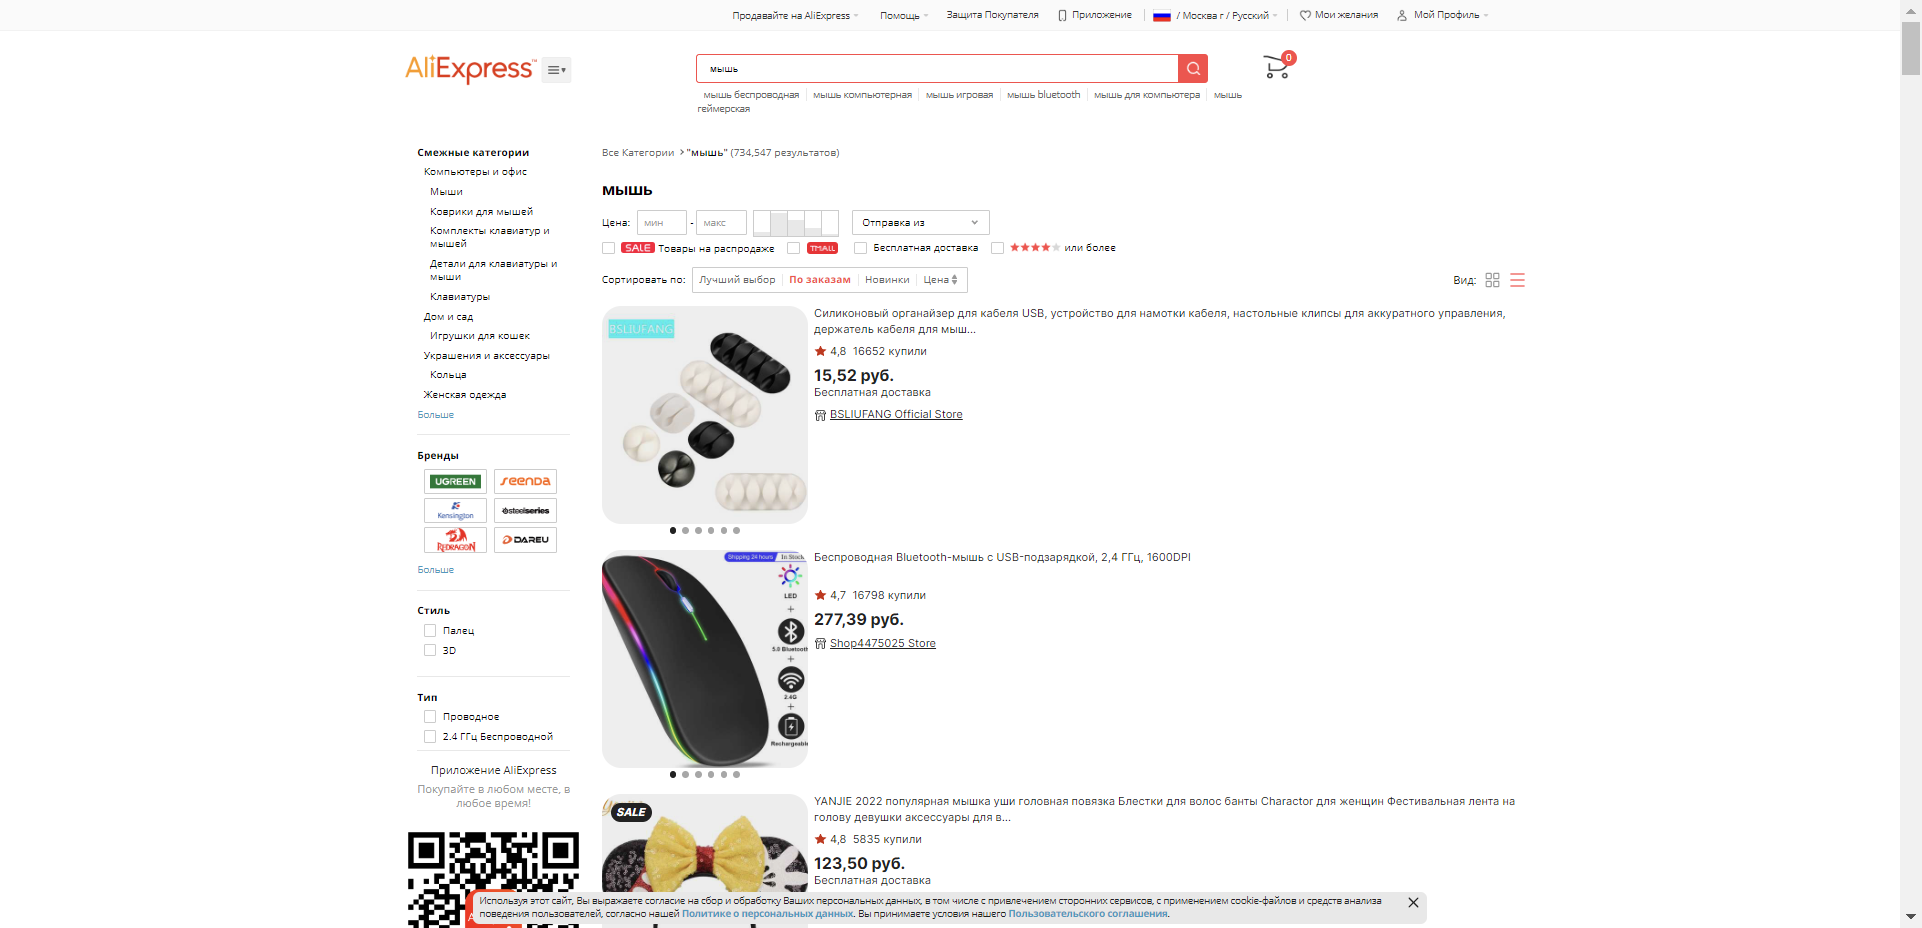 Продавайте на AliExpress
Помощь
Защита Покупателя
Приложение
/ Москва г / Русский
Мои желания
Мой Профиль
AliExpress™
мышь
0
мышь беспроводная
мышь компьютерная
мышь игровая
мышь bluetooth
мышь для компьютера
мышь
геймерская
Смежные категории
Компьютеры и офис
Мыши
Коврики для мышей
Комплекты клавиатур и
мышей
Детали для клавиатуры и
мыши
Клавиатуры
Дом и сад
Игрушки для кошек
Украшения и аксессуары
Кольца
Женская одежда
Больше
Бренды
UGREEN
seenda
Kensington
steelseries
REDRAGON
DAREU
Больше
Стиль
Палец
3D
Тип
Проводное
2.4 ГГц Беспроводной
Приложение AliExpress
Покупайте в любом месте, в
любое время!
Все Категории > "мышь" (734,547 результатов)
мышь
Цена:
мин
-
макс
Отправка из
SALE Товары на распродаже
TMALL
Бесплатная доставка
или более
Сортировать по:
Лучший выбор
По заказам
Новинки
Цена
Вид:
BSLIUFANG
Силиконовый органайзер для кабеля USB, устройство для намотки кабеля, настольные клипсы для аккуратного управления,
держатель кабеля для мыш...
4,8 16652 купили
15,52 руб.
Бесплатная доставка
BSLIUFANG Official Store
Shipping 24 hours
In Stock
LED
+
5.0 Bluetooth
+
2.4G
+
Rechargeable
Беспроводная Bluetooth-мышь с USB-подзарядкой, 2,4 ГГц, 1600DPI
4,7 16798 купили
277,39 руб.
Shop4475025 Store
SALE
YANJIE 2022 популярная мышка уши головная повязка Блестки для волос банты Charactor для женщин Фестивальная лента на
голову девушки аксессуары для в...
4,8 5835 купили
123,50 руб.
Бесплатная доставка
Используя этот сайт, Вы выражаете согласие на сбор и обработку Ваших персональных данных, в том числе с привлечением сторонних сервисов, с применением cookie-файлов и средств анализа
поведения пользователей, согласно нашей Политике о персональных данных. Вы принимаете условия нашего Пользовательского соглашения.